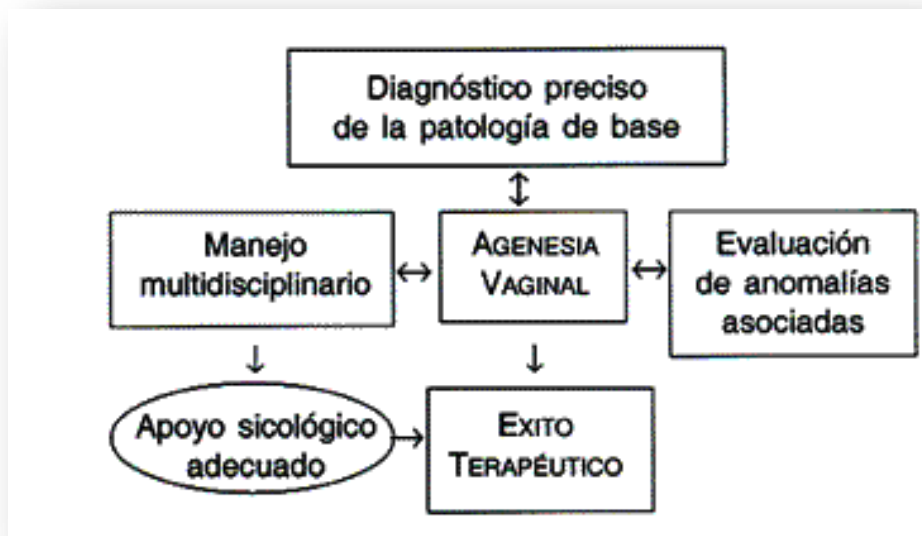 Diagnóstico preciso
de la patología de base
Manejo
multidisciplinario
AGENESIA
VAGINAL
Evaluación
de anomalías
asociadas
Apoyo sicológico
adecuado
EXITO
TERAPÉUTICO